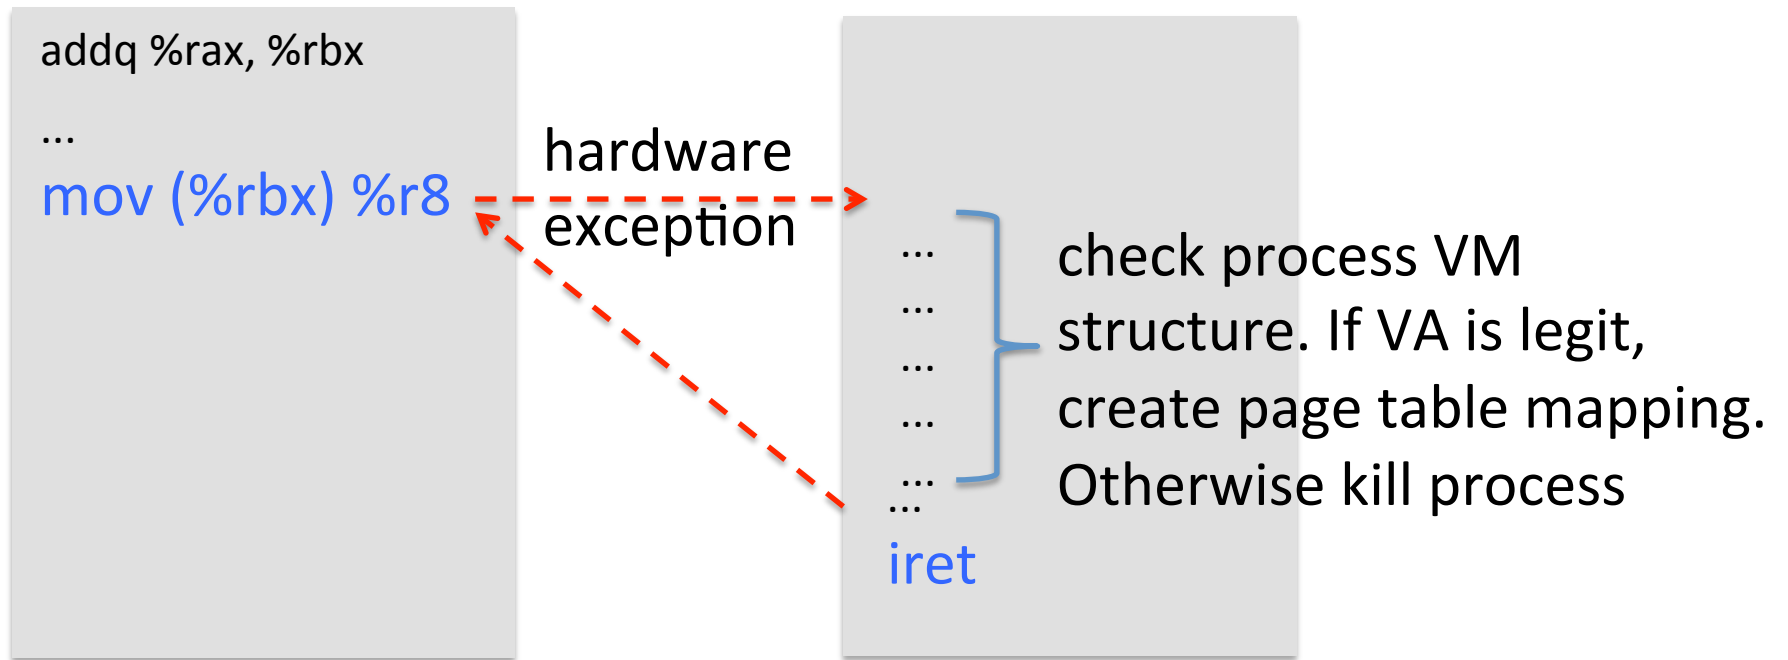 addq %rax, %rbx
...
mov (%rbx) %r8
hardware
exception
...
...
...
...
...
...
iret
check process VM
structure. If VA is legit,
create page table mapping.
Otherwise kill process